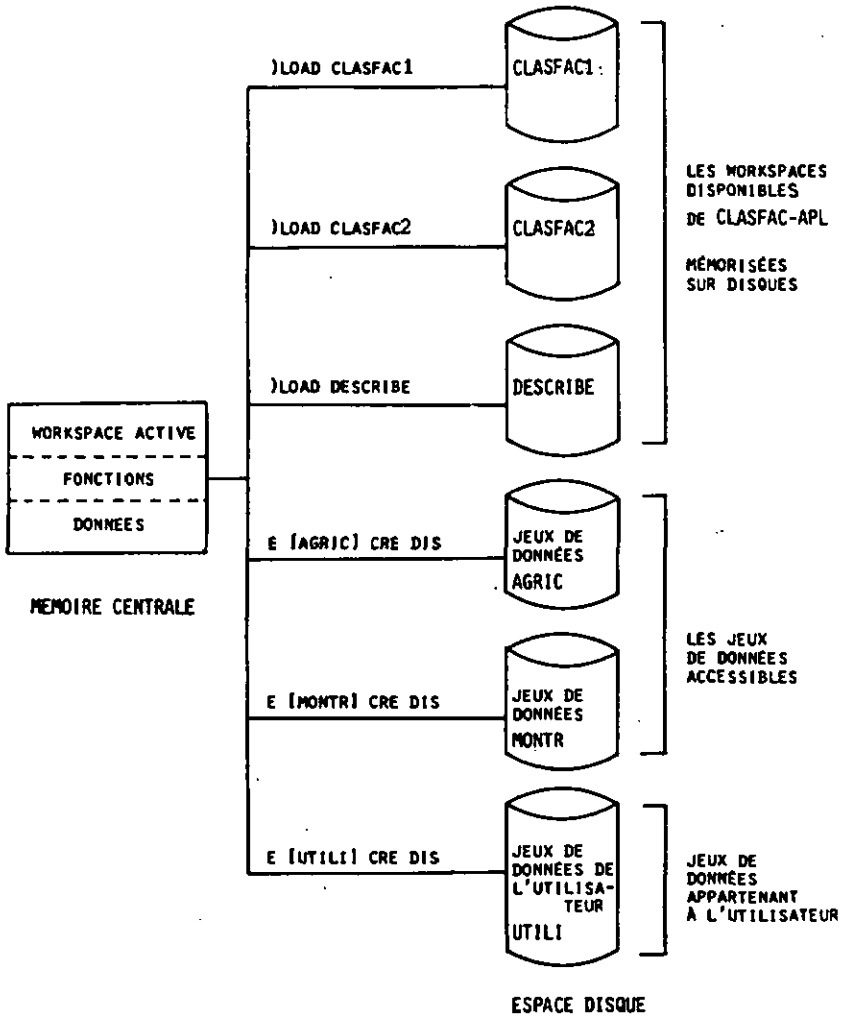 )LOAD CLASFAC1
CLASFAC1
)LOAD CLASFAC2
CLASFAC2
)LOAD DESCRIBE
DESCRIBE
LES WORKSPACES
DISPONIBLES
DE CLASFAC-APL
MÉMORISÉES
SUR DISQUES
WORKSPACE ACTIVE
FONCTIONS
DONNEES
MEMOIRE CENTRALE
E [AGRIC] CRE DIS
JEUX DE
DONNÉES
AGRIC
E [MONTR] CRE DIS
JEUX DE
DONNÉES
MONTR
LES JEUX
DE DONNÉES
ACCESSIBLES
E [UTILI] CRE DIS
JEUX DE
DONNÉES DE
L'UTILISA-
TEUR
UTILI
JEUX DE
DONNÉES
APPARTENANT
À L'UTILISATEUR
ESPACE DISQUE